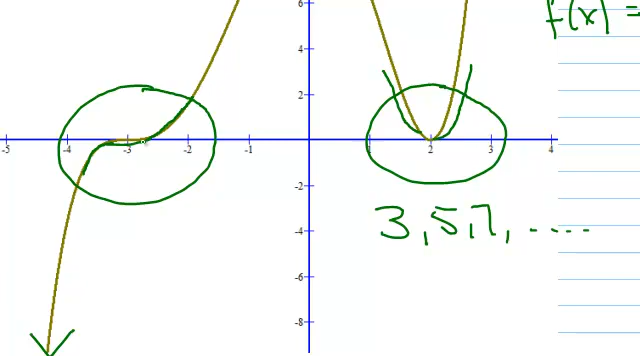 f(x) =
6
4
2
-5 -4 -3 -2 -1 1 2 3 4
-2
3, 5, 7, .....
-4
-6
-8